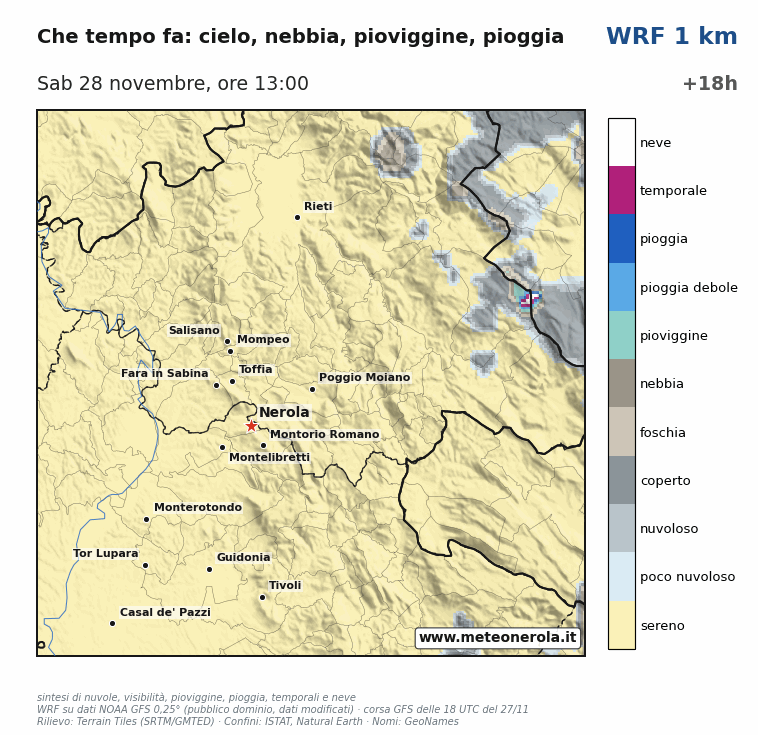 Che tempo fa: cielo, nebbia, pioviggine, pioggia
WRF 1 km
Sab 28 novembre, ore 13:00
+18h
Rieti
Salisano
Mompeo
Fara in Sabina
Toffia
Poggio Moiano
Nerola
Montorio Romano
Montelibretti
Monterotondo
Tor Lupara
Guidonia
Tivoli
Casal de' Pazzi
www.meteonerola.it
neve
temporale
pioggia
pioggia debole
pioviggine
nebbia
foschia
coperto
nuvoloso
poco nuvoloso
sereno
sintesi di nuvole, visibilità, pioviggine, pioggia, temporali e neve
WRF su dati NOAA GFS 0,25° (pubblico dominio, dati modificati) · corsa GFS delle 18 UTC del 27/11
Rilievo: Terrain Tiles (SRTM/GMTED) · Confini: ISTAT, Natural Earth · Nomi: GeoNames